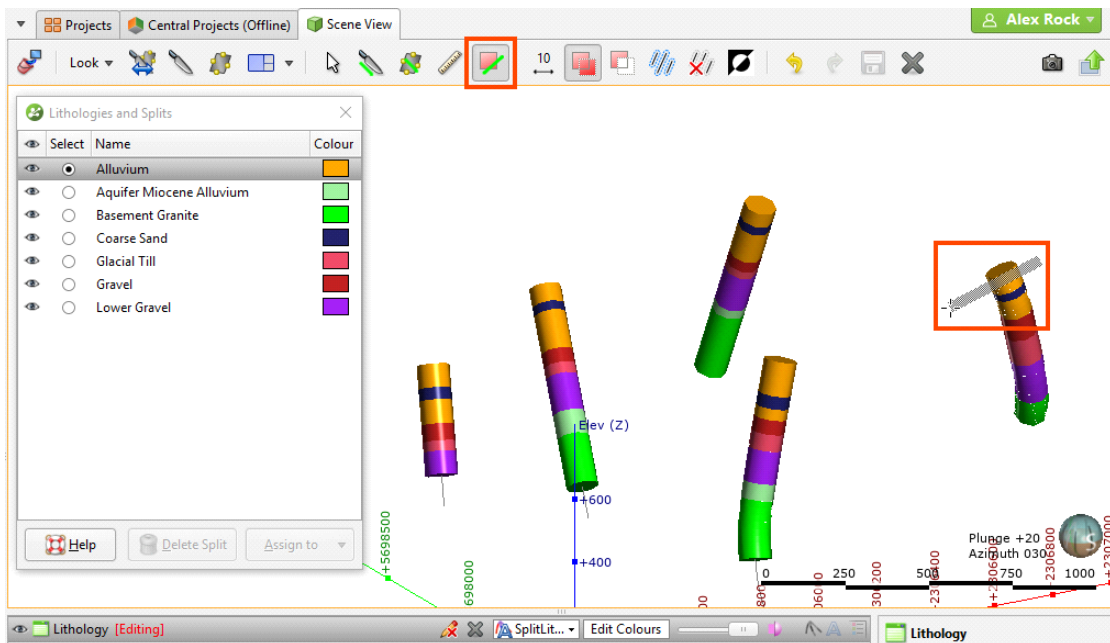 Projects
Central Projects (Offline)
Scene View
Alex Rock
Look
10
Lithologies and Splits
Select Name Colour
Alluvium
Aquifer Miocene Alluvium
Basement Granite
Coarse Sand
Glacial Till
Gravel
Lower Gravel
Elev (Z)
+600
+400
Help
Delete Split
Assign to
+5698500
698000
Plunge +20
Azimuth 030
0 250 500 750 1000
+2306800
S
Lithology [Editing]
SplitLit...
Edit Colours
Lithology